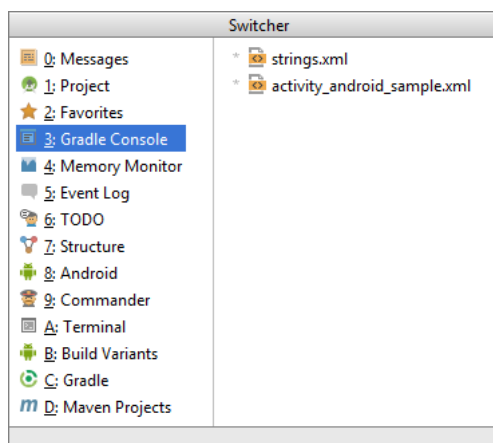 Switcher
0: Messages
1: Project
2: Favorites
3: Gradle Console
4: Memory Monitor
5: Event Log
6: TODO
7: Structure
8: Android
9: Commander
A: Terminal
B: Build Variants
C: Gradle
m D: Maven Projects
* strings.xml
* activity_android_sample.xml